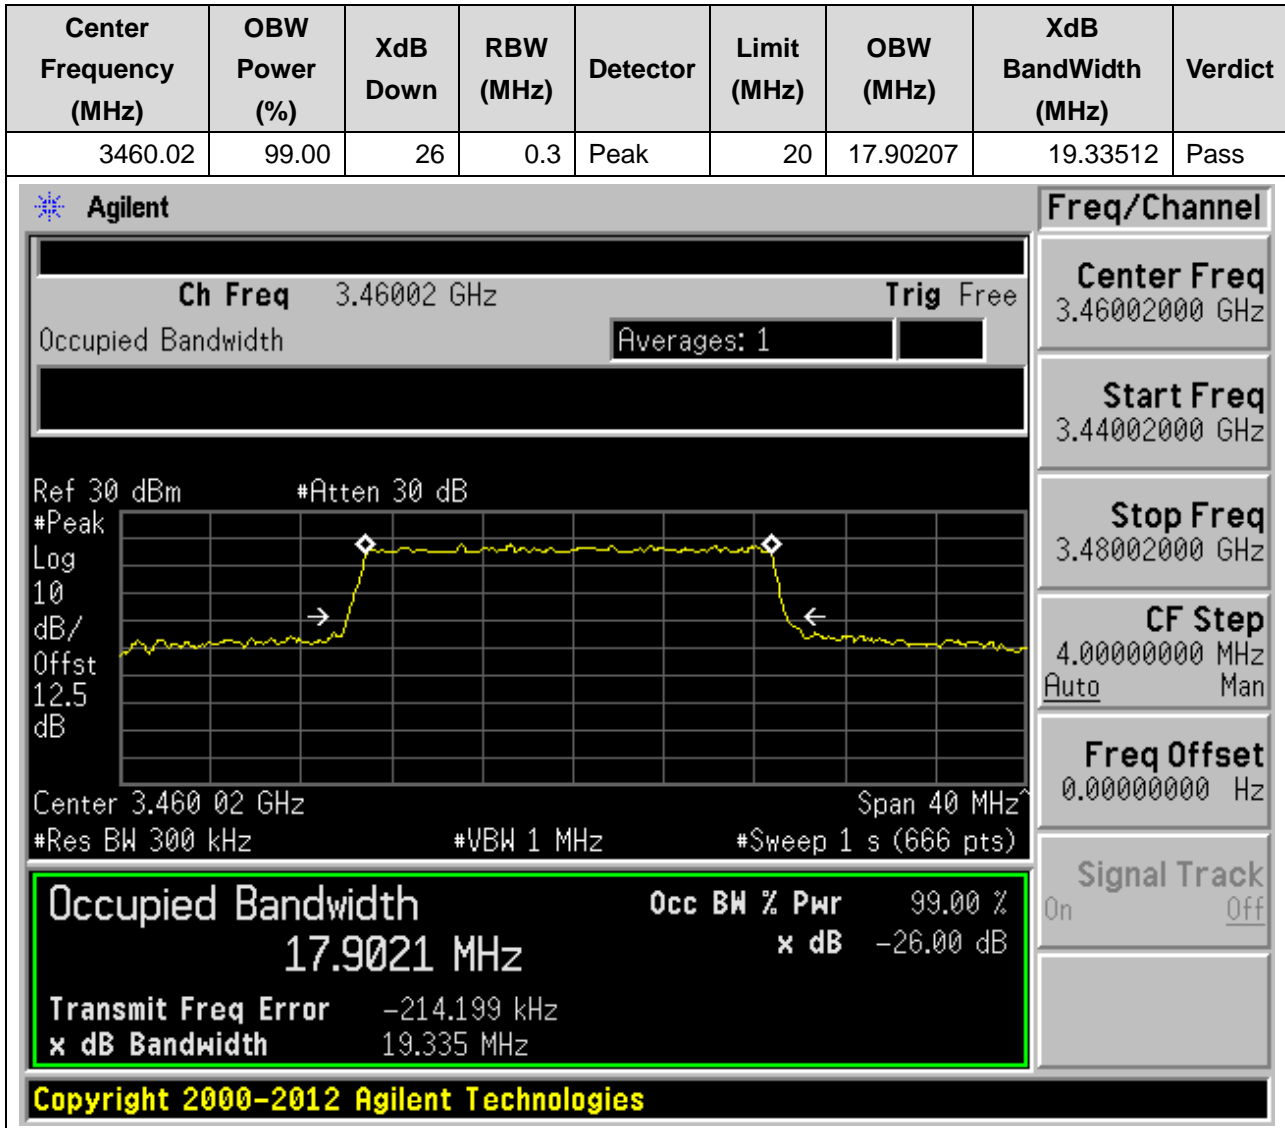 Center Frequency (MHz) OBW Power (%) XdB Down RBW (MHz) Detector Limit (MHz) OBW (MHz) XdB BandWidth (MHz) Verdict
3460.02 99.00 26 0.3 Peak 20 17.90207 19.33512 Pass
Agilent
Freq/Channel
Ch Freq 3.46002 GHz Trig Free
Occupied Bandwidth Averages: 1
Center Freq
3.46002000 GHz
Start Freq
3.44002000 GHz
Stop Freq
3.48002000 GHz
CF Step
4.00000000 MHz
Auto Man
Freq Offset
0.00000000 Hz
Signal Track
On Off
Ref 30 dBm #Atten 30 dB
#Peak
Log
10
dB/
Offst
12.5
dB
Center 3.460 02 GHz Span 40 MHz^
#Res BW 300 kHz #VBW 1 MHz #Sweep 1 s (666 pts)
Occupied Bandwidth Occ BW % Pwr 99.00 %
17.9021 MHz x dB -26.00 dB
Transmit Freq Error -214.199 kHz
x dB Bandwidth 19.335 MHz
Copyright 2000-2012 Agilent Technologies